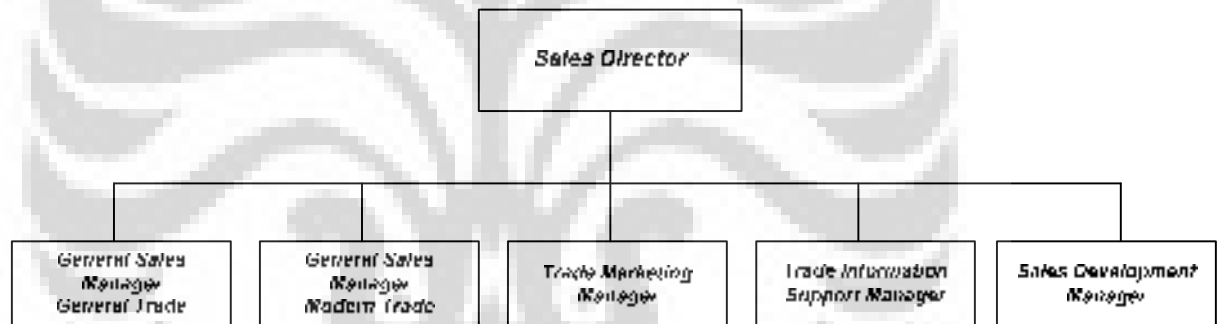 Sales Director
General Sales
Manager
General Trade
General Sales
Manager
Modern Trade
Trade Marketing
Manager
Trade Information
Support Manager
Sales Development
Manager